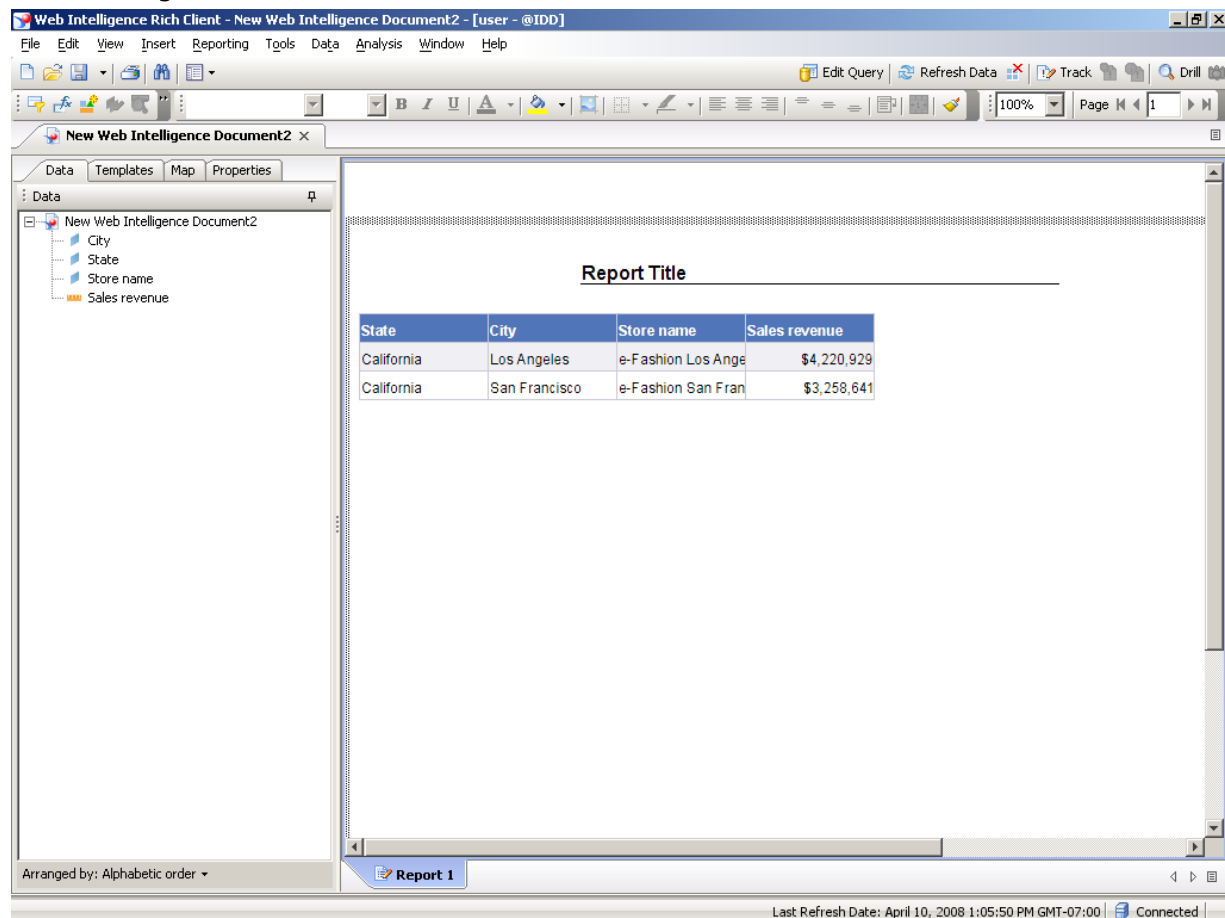 Web Intelligence Rich Client - New Web Intelligence Document2 - [user - @IDD]
File Edit View Insert Reporting Tools Data Analysis Window Help
Edit Query Refresh Data Track Drill
B I U A 100% Page 1
New Web Intelligence Document2
Data Templates Map Properties
Data
New Web Intelligence Document2
City
State
Store name
Sales revenue
Report Title
State City Store name Sales revenue
California Los Angeles e-Fashion Los Ange $4,220,929
California San Francisco e-Fashion San Fran $3,258,641
Arranged by: Alphabetic order
Report 1
Last Refresh Date: April 10, 2008 1:05:50 PM GMT-07:00 Connected